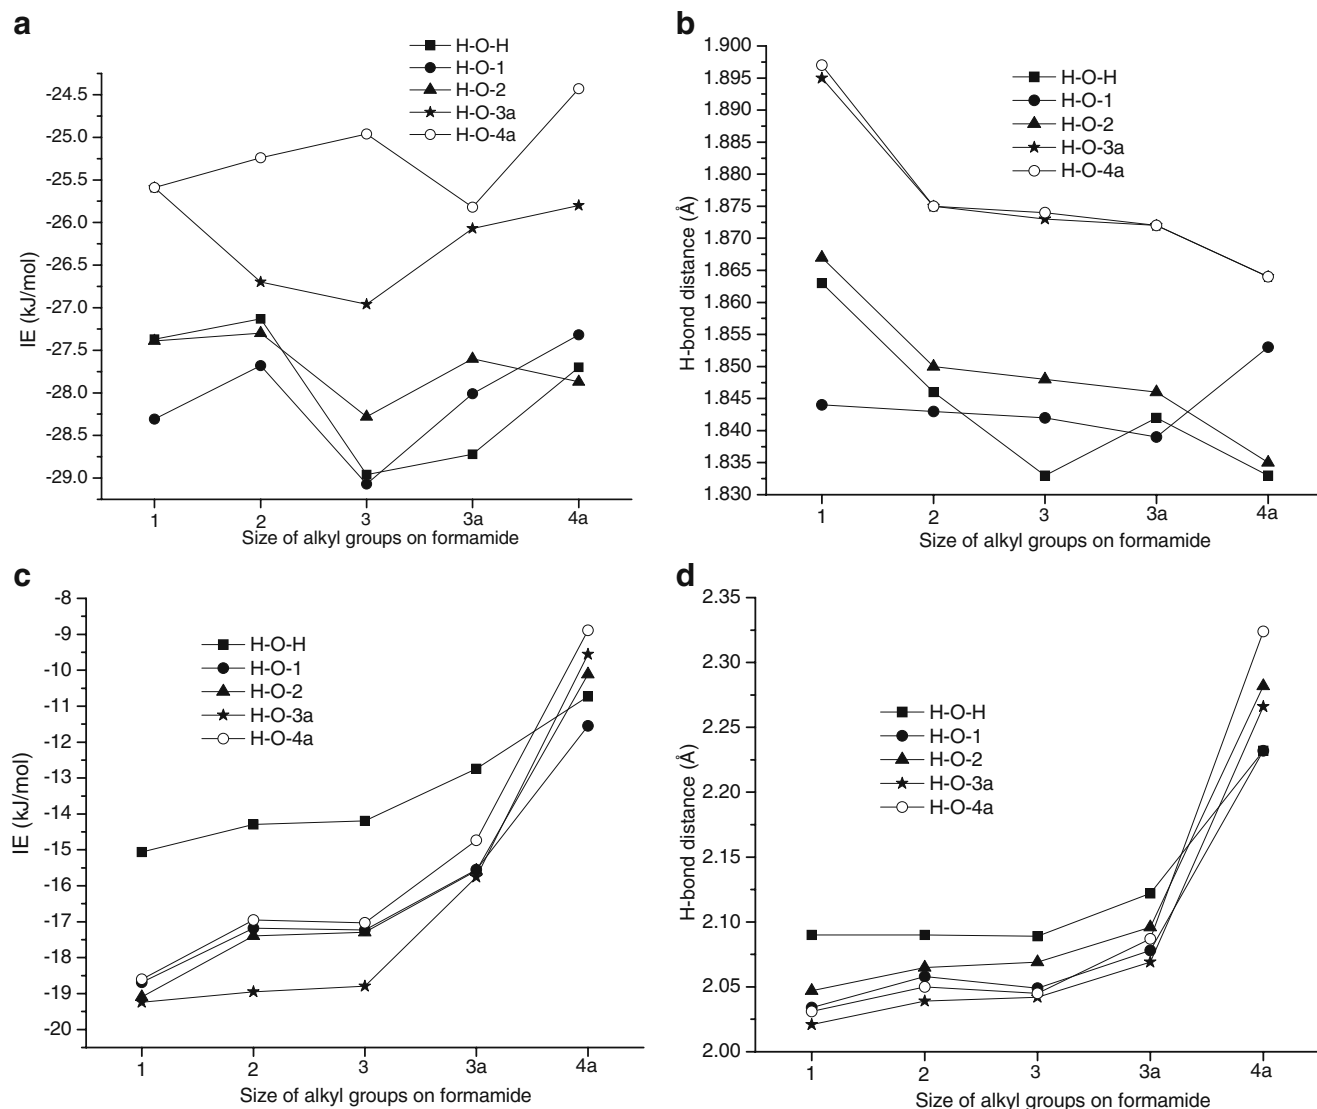 a
H-O-H
H-O-1
H-O-2
H-O-3a
H-O-4a
-24.5
-25.0
-25.5
-26.0
-26.5
-27.0
-27.5
-28.0
-28.5
-29.0
IE (kJ/mol)
1 2 3 3a 4a
Size of alkyl groups on formamide
b
H-O-H
H-O-1
H-O-2
H-O-3a
H-O-4a
1.900
1.895
1.890
1.885
1.880
1.875
1.870
1.865
1.860
1.855
1.850
1.845
1.840
1.835
1.830
H-bond distance (Å)
1 2 3 3a 4a
Size of alkyl groups on formamide
c
H-O-H
H-O-1
H-O-2
H-O-3a
H-O-4a
-8
-9
-10
-11
-12
-13
-14
-15
-16
-17
-18
-19
-20
IE (kJ/mol)
1 2 3 3a 4a
Size of alkyl groups on formamide
d
H-O-H
H-O-1
H-O-2
H-O-3a
H-O-4a
2.35
2.30
2.25
2.20
2.15
2.10
2.05
2.00
H-bond distance (Å)
1 2 3 3a 4a
Size of alkyl groups on formamide